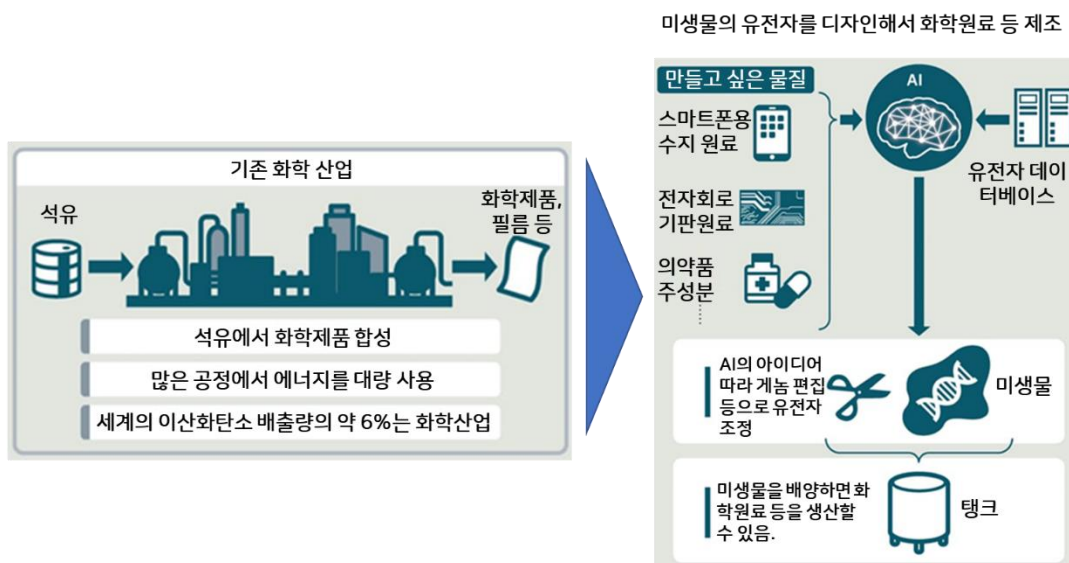 미생물의 유전자를 디자인해서 화학원료 등 제조
기존 화학 산업
석유
화학제품,
필름 등
석유에서 화학제품 합성
많은 공정에서 에너지를 대량 사용
세계의 이산화탄소 배출량의 약 6%는 화학산업
만들고 싶은 물질
스마트폰용
수지 원료
전자회로
기판원료
의약품
주성분
AI
유전자 데이
터베이스
AI의 아이디어
따라 게놈 편집
등으로 유전자
조정
미생물
미생물을 배양하면 화
학원료 등을 생산할
수 있음.
탱크